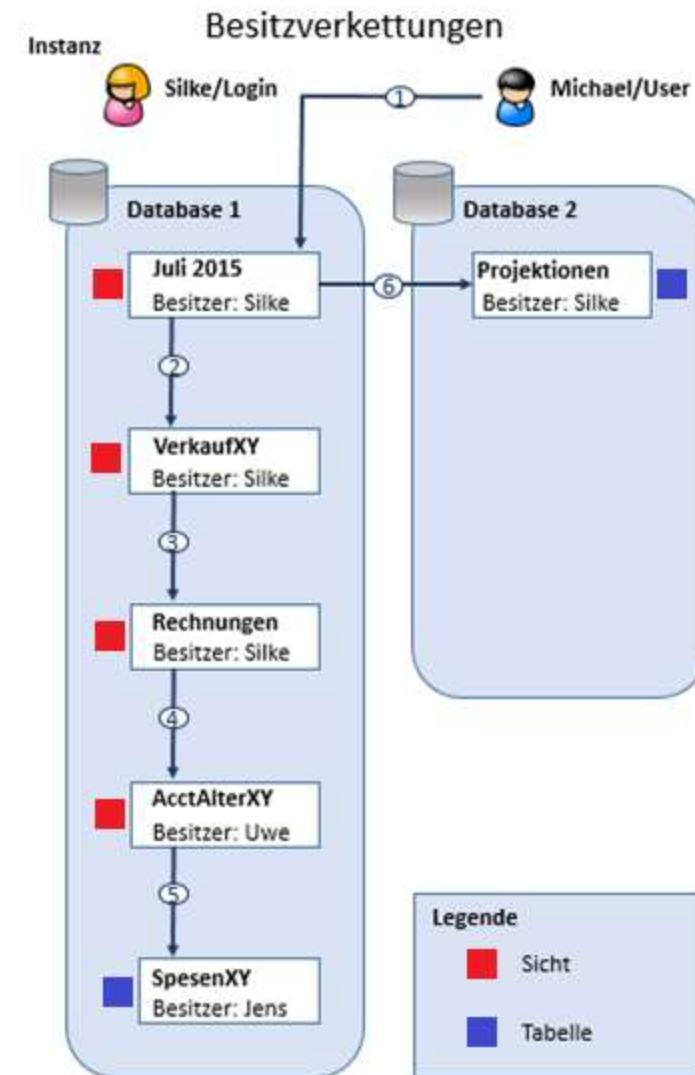 Besitzverkettungen
Instanz
Silke/Login
1
Michael/User
Database 1
Database 2
Juli 2015
Besitzer: Silke
6
Projektionen
Besitzer: Silke
2
VerkaufXY
Besitzer: Silke
3
Rechnungen
Besitzer: Silke
4
AcctAlterXY
Besitzer: Uwe
5
SpesenXY
Besitzer: Jens
Legende
Sicht
Tabelle